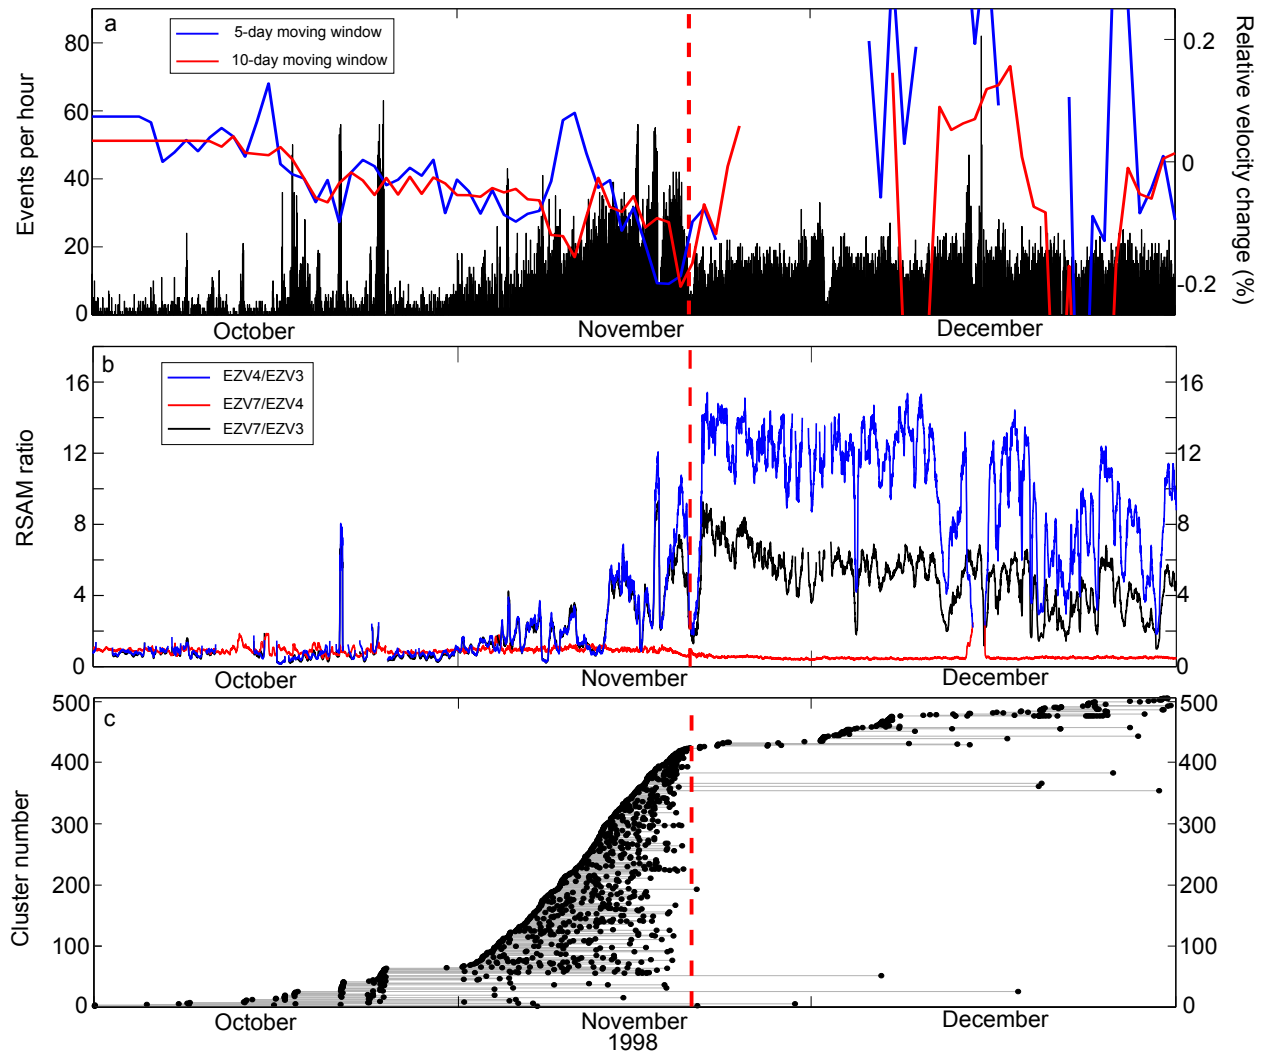 a
5-day moving window
10-day moving window
80
60
40
20
0
Events per hour
0.2
0
-0.2
Relative velocity change (%)
October
November
December
b
EZV4/EZV3
EZV7/EZV4
EZV7/EZV3
16
12
8
4
0
RSAM ratio
16
12
8
4
0
October
November
December
c
500
400
300
200
100
0
Cluster number
500
400
300
200
100
0
October
November
December
1998